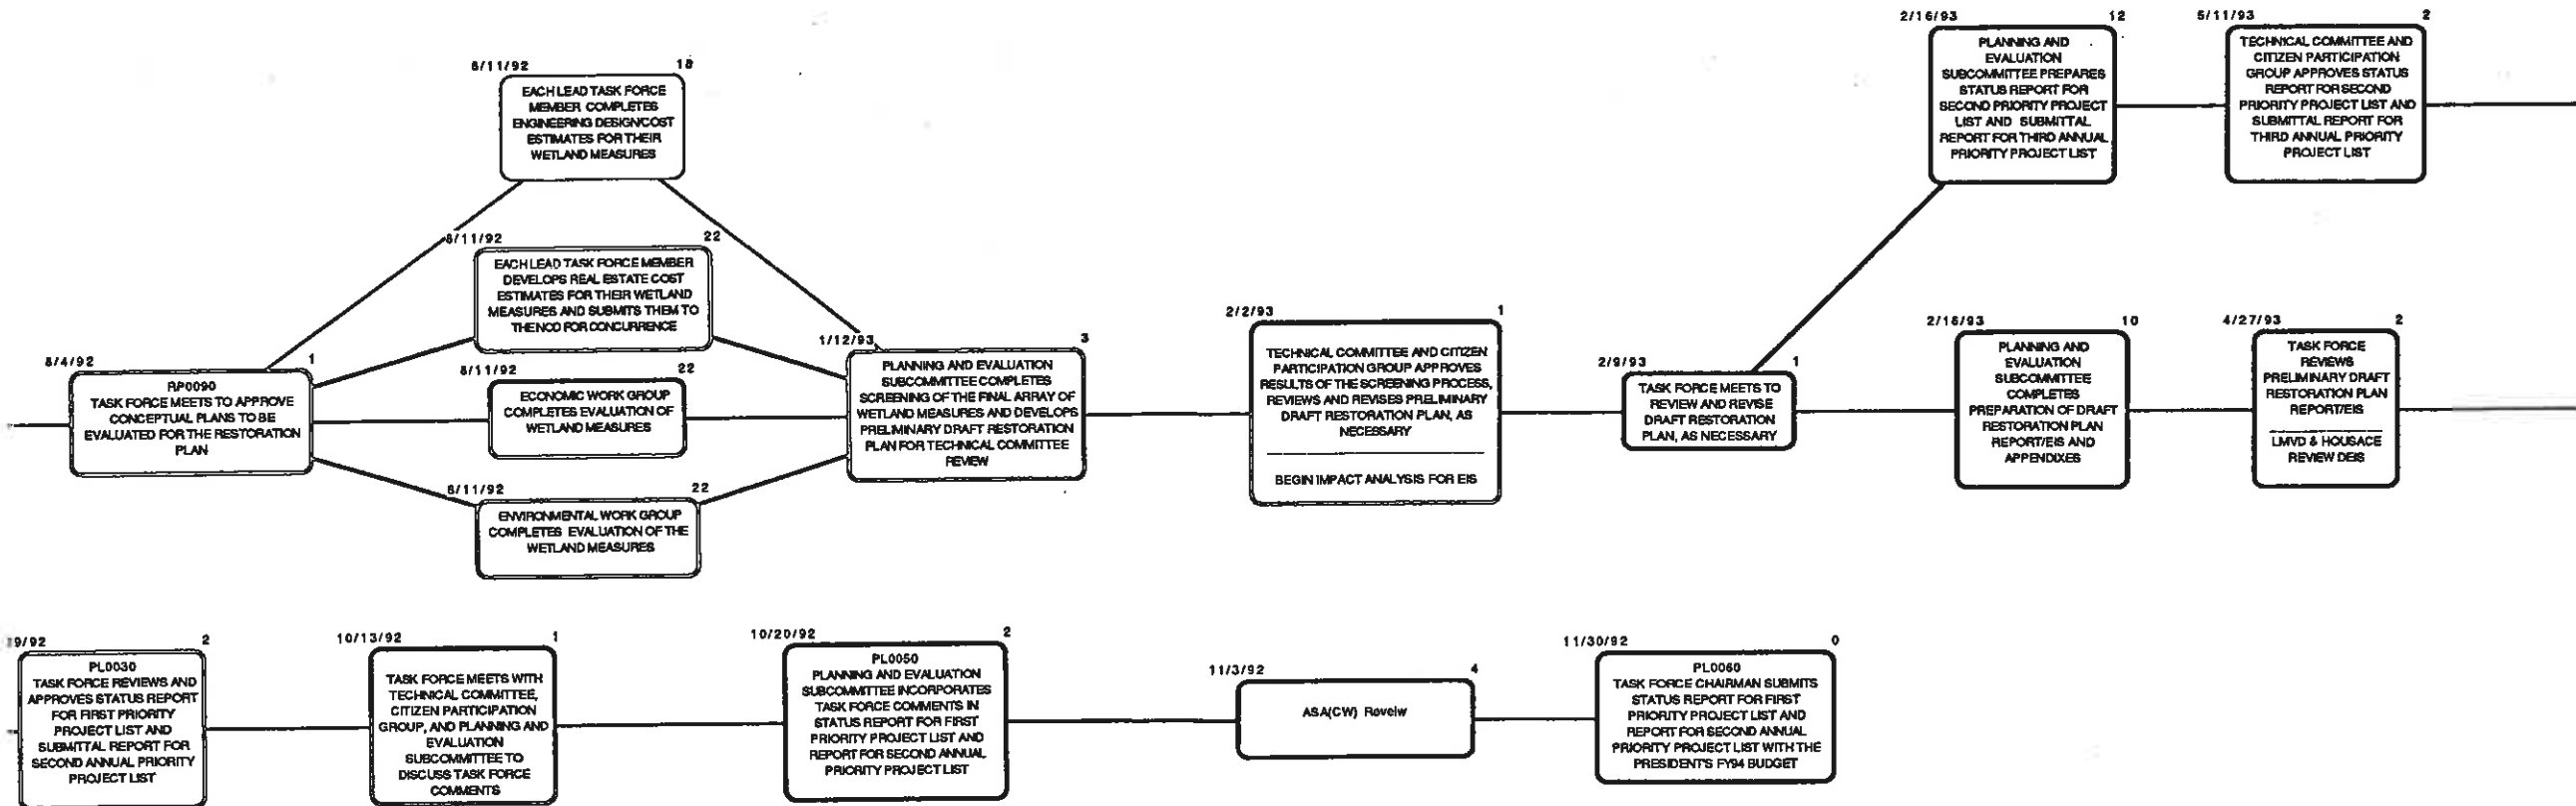 6/11/92 18
EACH LEAD TASK FORCE
MEMBER COMPLETES
ENGINEERING DESIGN/COST
ESTIMATES FOR THEIR
WETLAND MEASURES
2/16/93 12
PLANNING AND
EVALUATION
SUBCOMMITTEE PREPARES
STATUS REPORT FOR
SECOND PRIORITY PROJECT
LIST AND SUBMITTAL
REPORT FOR THIRD ANNUAL
PRIORITY PROJECT LIST
5/11/93 2
TECHNICAL COMMITTEE AND
CITIZEN PARTICIPATION
GROUP APPROVES STATUS
REPORT FOR SECOND
PRIORITY PROJECT LIST AND
SUBMITTAL REPORT FOR
THIRD ANNUAL PRIORITY
PROJECT LIST
8/4/92 1
RP0090
TASK FORCE MEETS TO APPROVE
CONCEPTUAL PLANS TO BE
EVALUATED FOR THE RESTORATION
PLAN
8/11/92 22
EACH LEAD TASK FORCE MEMBER
DEVELOPS REAL ESTATE COST
ESTIMATES FOR THEIR WETLAND
MEASURES AND SUBMITS THEM TO
THENOD FOR CONCURRENCE
8/11/92 22
ECONOMIC WORK GROUP
COMPLETES EVALUATION OF
WETLAND MEASURES
8/11/92 22
ENVIRONMENTAL WORK GROUP
COMPLETES EVALUATION OF THE
WETLAND MEASURES
1/12/93 3
PLANNING AND EVALUATION
SUBCOMMITTEE COMPLETES
SCREENING OF THE FINAL ARRAY OF
WETLAND MEASURES AND DEVELOPS
PRELIMINARY DRAFT RESTORATION
PLAN FOR TECHNICAL COMMITTEE
REVIEW
2/2/93 1
TECHNICAL COMMITTEE AND CITIZEN
PARTICIPATION GROUP APPROVES
RESULTS OF THE SCREENING PROCESS,
REVIEWS AND REVISES PRELIMINARY
DRAFT RESTORATION PLAN, AS
NECESSARY
BEGIN IMPACT ANALYSIS FOR EIS
2/9/93 1
TASK FORCE MEETS TO
REVIEW AND REVISE
DRAFT RESTORATION
PLAN, AS NECESSARY
2/16/93 10
PLANNING AND
EVALUATION
SUBCOMMITTEE
COMPLETES
PREPARATION OF DRAFT
RESTORATION PLAN
REPORT/EIS AND
APPENDIXES
4/27/93 2
TASK FORCE
REVIEWS
PRELIMINARY DRAFT
RESTORATION PLAN
REPORT/EIS
LMVD & HQUSACE
REVIEW DEIS
9/92 2
PL0030
TASK FORCE REVIEWS AND
APPROVES STATUS REPORT
FOR FIRST PRIORITY
PROJECT LIST AND
SUBMITTAL REPORT FOR
SECOND ANNUAL PRIORITY
PROJECT LIST
10/13/92 1
TASK FORCE MEETS WITH
TECHNICAL COMMITTEE,
CITIZEN PARTICIPATION
GROUP, AND PLANNING AND
EVALUATION
SUBCOMMITTEE TO
DISCUSS TASK FORCE
COMMENTS
10/20/92 2
PL0050
PLANNING AND EVALUATION
SUBCOMMITTEE INCORPORATES
TASK FORCE COMMENTS IN
STATUS REPORT FOR FIRST
PRIORITY PROJECT LIST AND
REPORT FOR SECOND ANNUAL
PRIORITY PROJECT LIST
11/3/92 4
ASA(CW) Roveiw
11/30/92 0
PL0060
TASK FORCE CHAIRMAN SUBMITS
STATUS REPORT FOR FIRST
PRIORITY PROJECT LIST AND
REPORT FOR SECOND ANNUAL
PRIORITY PROJECT LIST WITH THE
PRESIDENT'S FY94 BUDGET